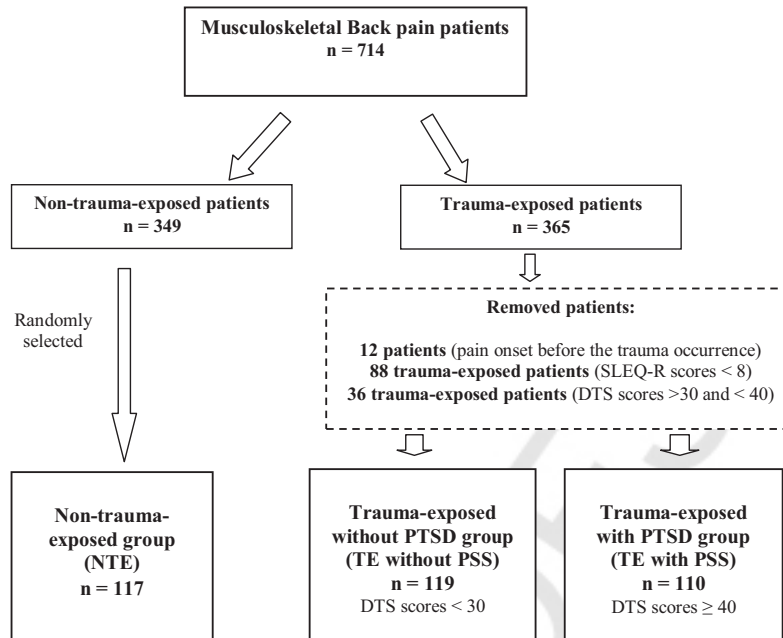 Musculoskeletal Back pain patients
n = 714
Non-trauma-exposed patients
n = 349
Trauma-exposed patients
n = 365
Randomly
selected
Removed patients:
12 patients (pain onset before the trauma occurrence)
88 trauma-exposed patients (SLEQ-R scores < 8)
36 trauma-exposed patients (DTS scores >30 and < 40)
Non-trauma-
exposed group
(NTE)
n = 117
Trauma-exposed
without PTSD group
(TE without PSS)
n = 119
DTS scores < 30
Trauma-exposed
with PTSD group
(TE with PSS)
n = 110
DTS scores ≥ 40